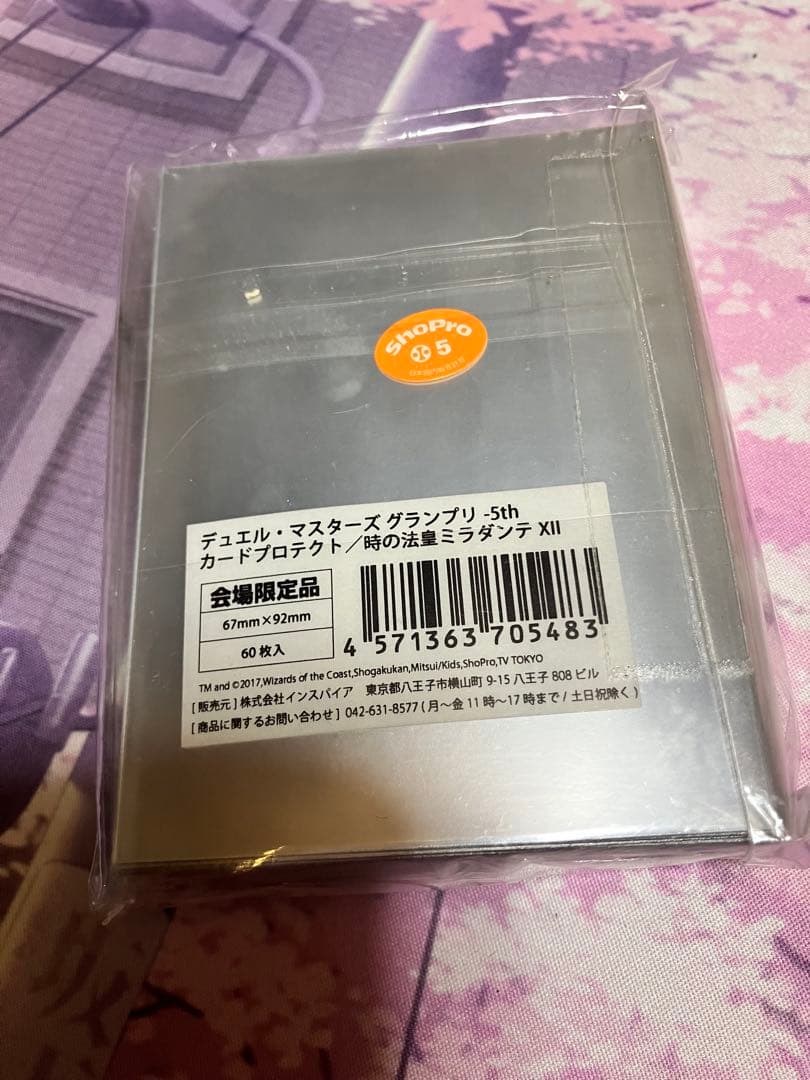 ShoPro
5
デュエル・マスターズ グランプリ -5th
カードプロテクト／時の法皇ミラダンテ XII
会場限定品
67mm×92mm
60 枚入
4 571363 705483
TM and ©2017,Wizards of the Coast,Shogakukan,Mitsui/Kids,ShoPro,TV TOKYO
[ 販売元 ] 株式会社インスパイア　東京都八王子市横山町 9-15 八王子 808 ビル
[ 商品に関するお問い合わせ ] 042-631-8577 ( 月～金 11 時～17 時まで / 土日祝除く )